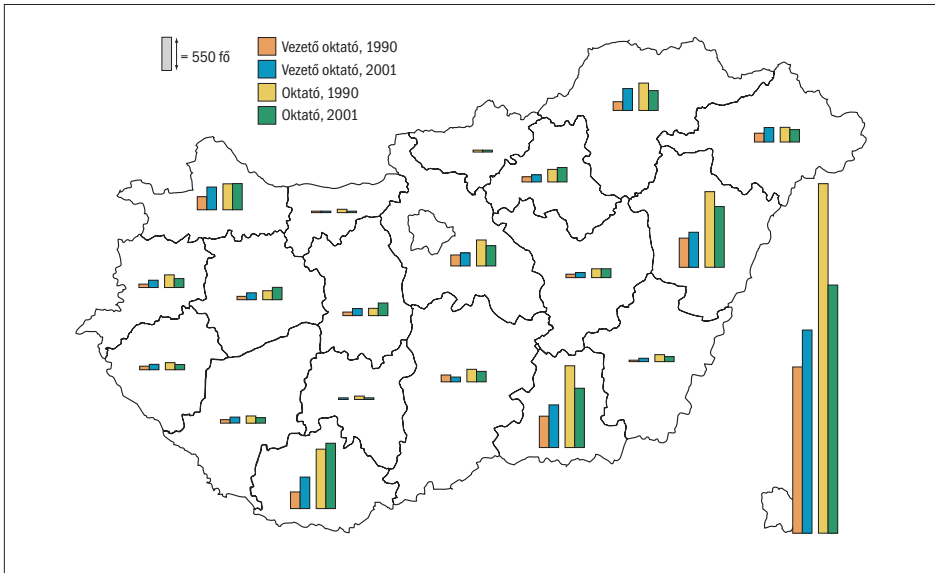 = 550 fő
Vezető oktató, 1990
Vezető oktató, 2001
Oktató, 1990
Oktató, 2001